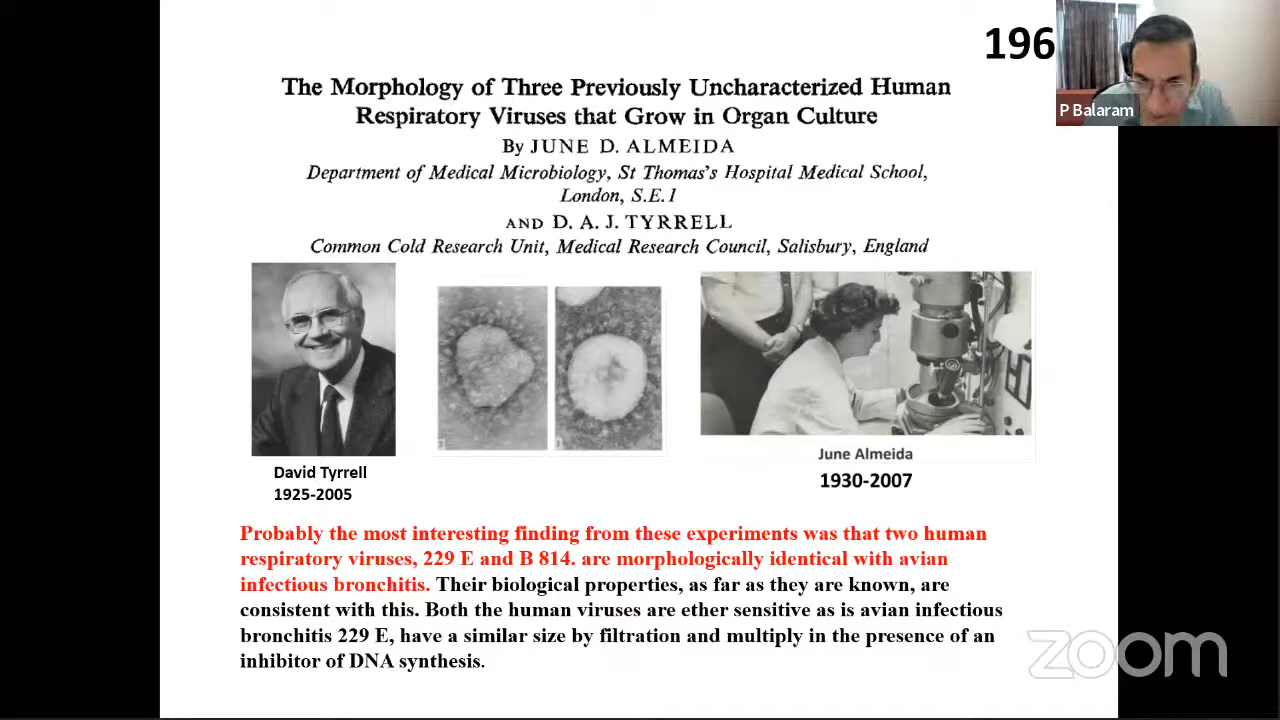 196
P Balaram
The Morphology of Three Previously Uncharacterized Human
Respiratory Viruses that Grow in Organ Culture
By JUNE D. ALMEIDA
Department of Medical Microbiology, St Thomas's Hospital Medical School,
London, S.E.1
AND D. A. J. TYRRELL
Common Cold Research Unit, Medical Research Council, Salisbury, England
David Tyrrell
1925-2005
June Almeida
1930-2007
Probably the most interesting finding from these experiments was that two human
respiratory viruses, 229 E and B 814. are morphologically identical with avian
infectious bronchitis. Their biological properties, as far as they are known, are
consistent with this. Both the human viruses are ether sensitive as is avian infectious
bronchitis 229 E, have a similar size by filtration and multiply in the presence of an
inhibitor of DNA synthesis.
zoom